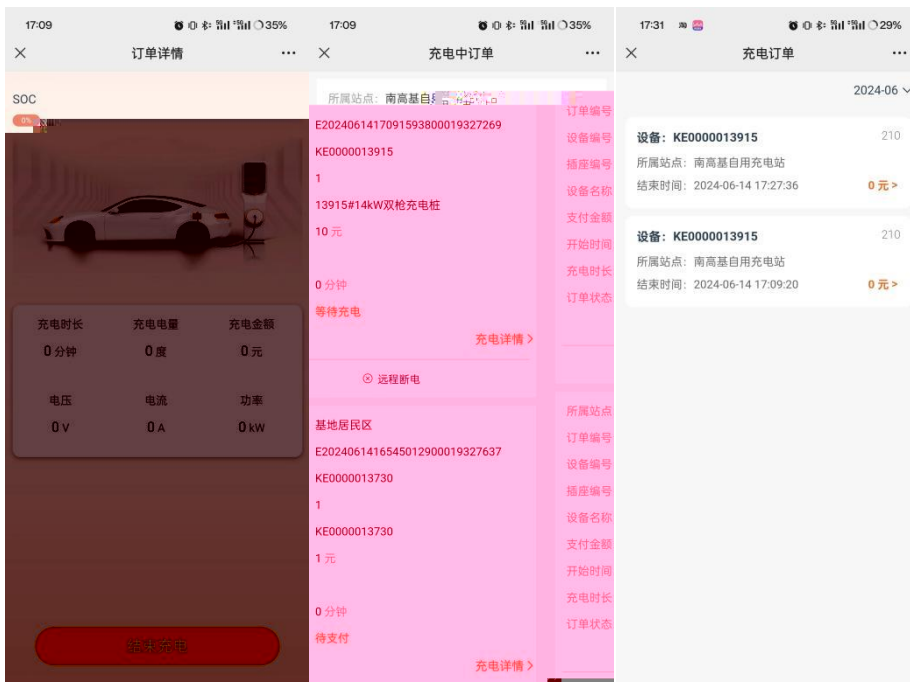 17:09
35%
订单详情
SOC
0%
充电时长 充电电量 充电金额
0 分钟 0 度 0 元
电压 电流 功率
0 V 0 A 0 kW
结束充电
17:09
35%
充电中订单
所属站点: 南高基自
E2024061417091593800019327269
KE0000013915
1
13915#14kW双枪充电桩
10 元
0 分钟
等待充电
充电详情 >
远程断电
基地居民区
E2024061416545012900019327637
KE0000013730
1
KE0000013730
1 元
0 分钟
待支付
充电详情 >
订单编号
设备编号
插座编号
设备名称
支付金额
开始时间
充电时长
订单状态
所属站点
订单编号
设备编号
插座编号
设备名称
支付金额
开始时间
充电时长
订单状态
17:31
29%
充电订单
2024-06
设备: KE0000013915 210
所属站点: 南高基自用充电站
结束时间: 2024-06-14 17:27:36 0 元 >
设备: KE0000013915 210
所属站点: 南高基自用充电站
结束时间: 2024-06-14 17:09:20 0 元 >